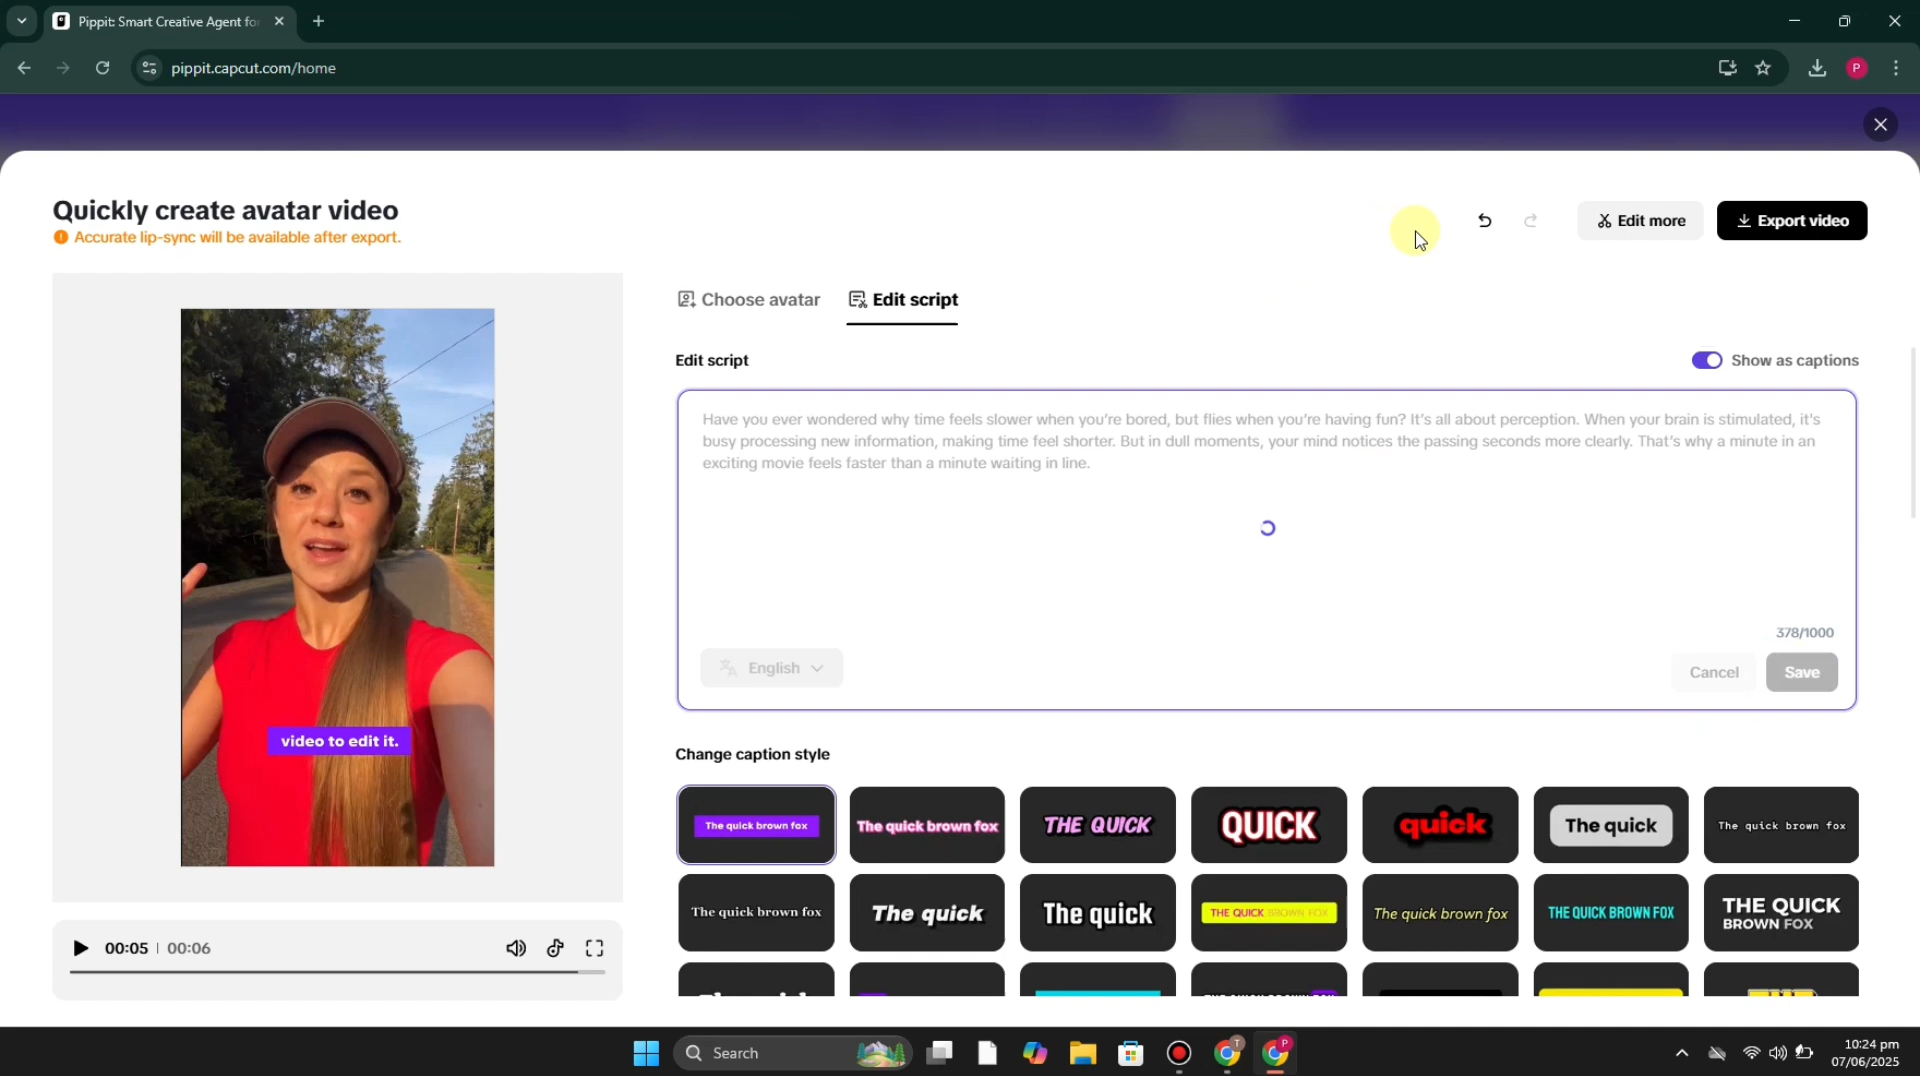 Pippit: Smart Creative Agent fo
pippit.capcut.com/home
P
Quickly create avatar video
Accurate lip-sync will be available after export.
Edit more
Export video
Choose avatar
Edit script
Edit script
Show as captions
Have you ever wondered why time feels slower when you're bored, but flies when you're having fun? It's all about perception. When your brain is stimulated, it's
busy processing new information, making time feel shorter. But in dull moments, your mind notices the passing seconds more clearly. That's why a minute in an
exciting movie feels faster than a minute waiting in line.
378/1000
English
Cancel
Save
video to edit it.
Change caption style
The quick brown fox
The quick brown fox
THE QUICK
QUICK
quick
The quick
The quick brown fox
The quick brown fox
The quick
The quick
THE QUICK BROWN FOX
The quick brown fox
THE QUICK BROWN FOX
THE QUICK
BROWN FOX
00:05
00:06
Search
T
P
10:24 pm
07/06/2025